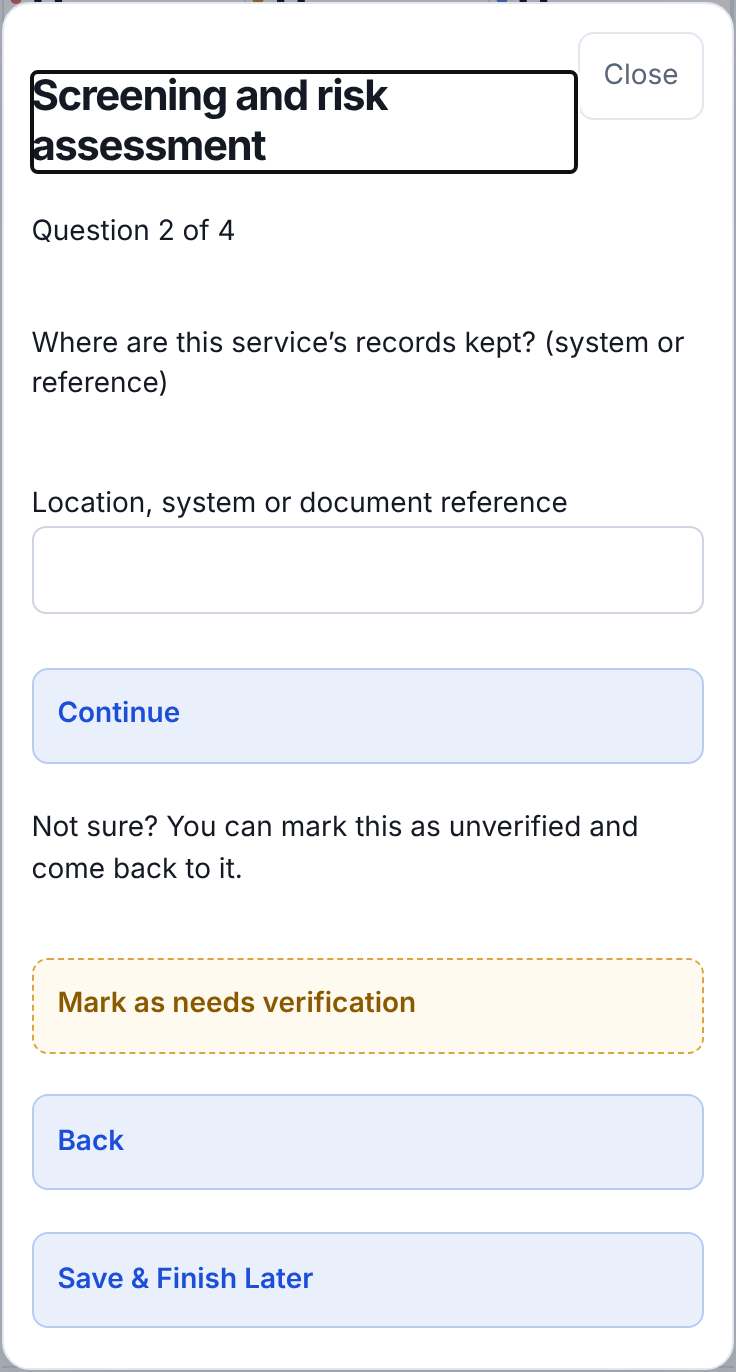 Close
Screening and risk
assessment
Question 2 of 4
Where are this service’s records kept? (system or
reference)
Location, system or document reference
Continue
Not sure? You can mark this as unverified and
come back to it.
Mark as needs verification
Back
Save & Finish Later